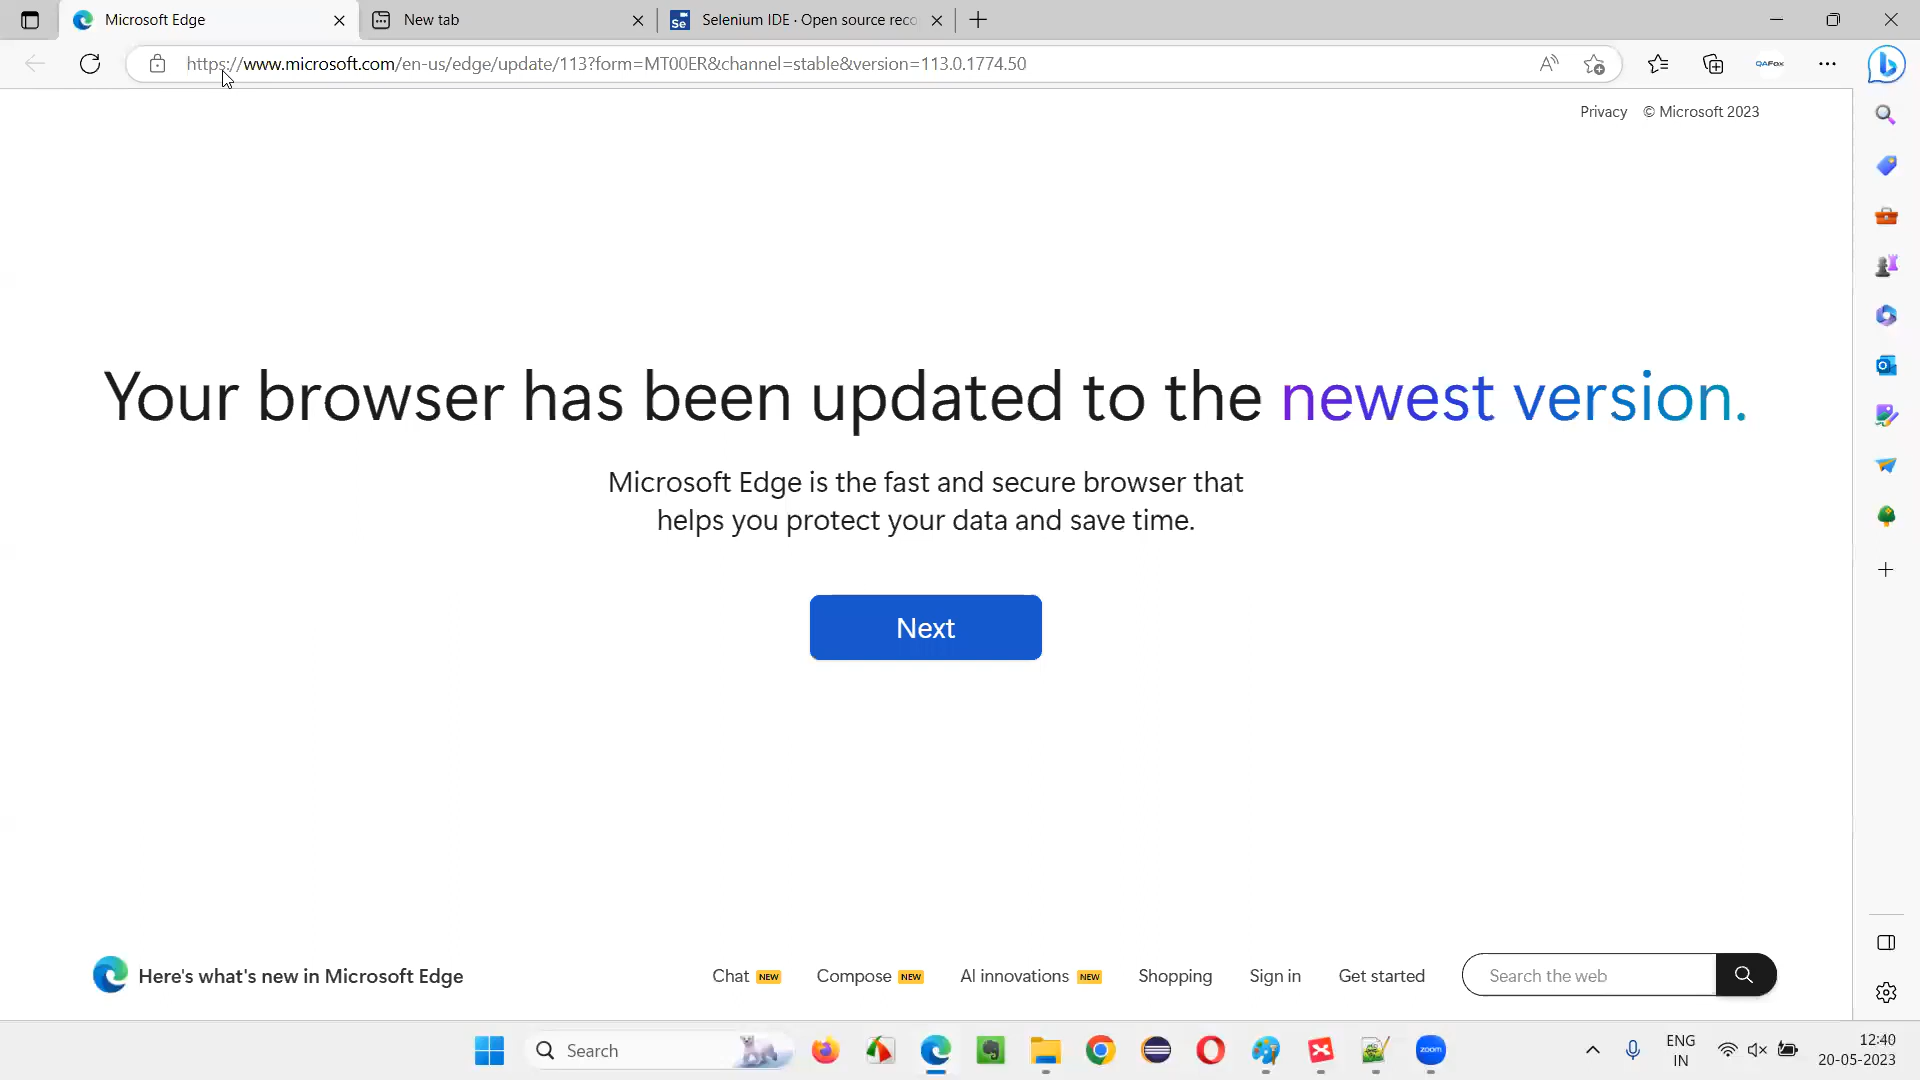 Microsoft Edge
New tab
Selenium IDE · Open source reco
https://www.microsoft.com/en-us/edge/update/113?form=MT00ER&channel=stable&version=113.0.1774.50
QAFox
Privacy © Microsoft 2023
Your browser has been updated to the newest version.
Microsoft Edge is the fast and secure browser that
helps you protect your data and save time.
Next
Here's what's new in Microsoft Edge
Chat NEW
Compose NEW
AI innovations NEW
Shopping
Sign in
Get started
Search the web
Search
zoom
ENG
IN
12:40
20-05-2023